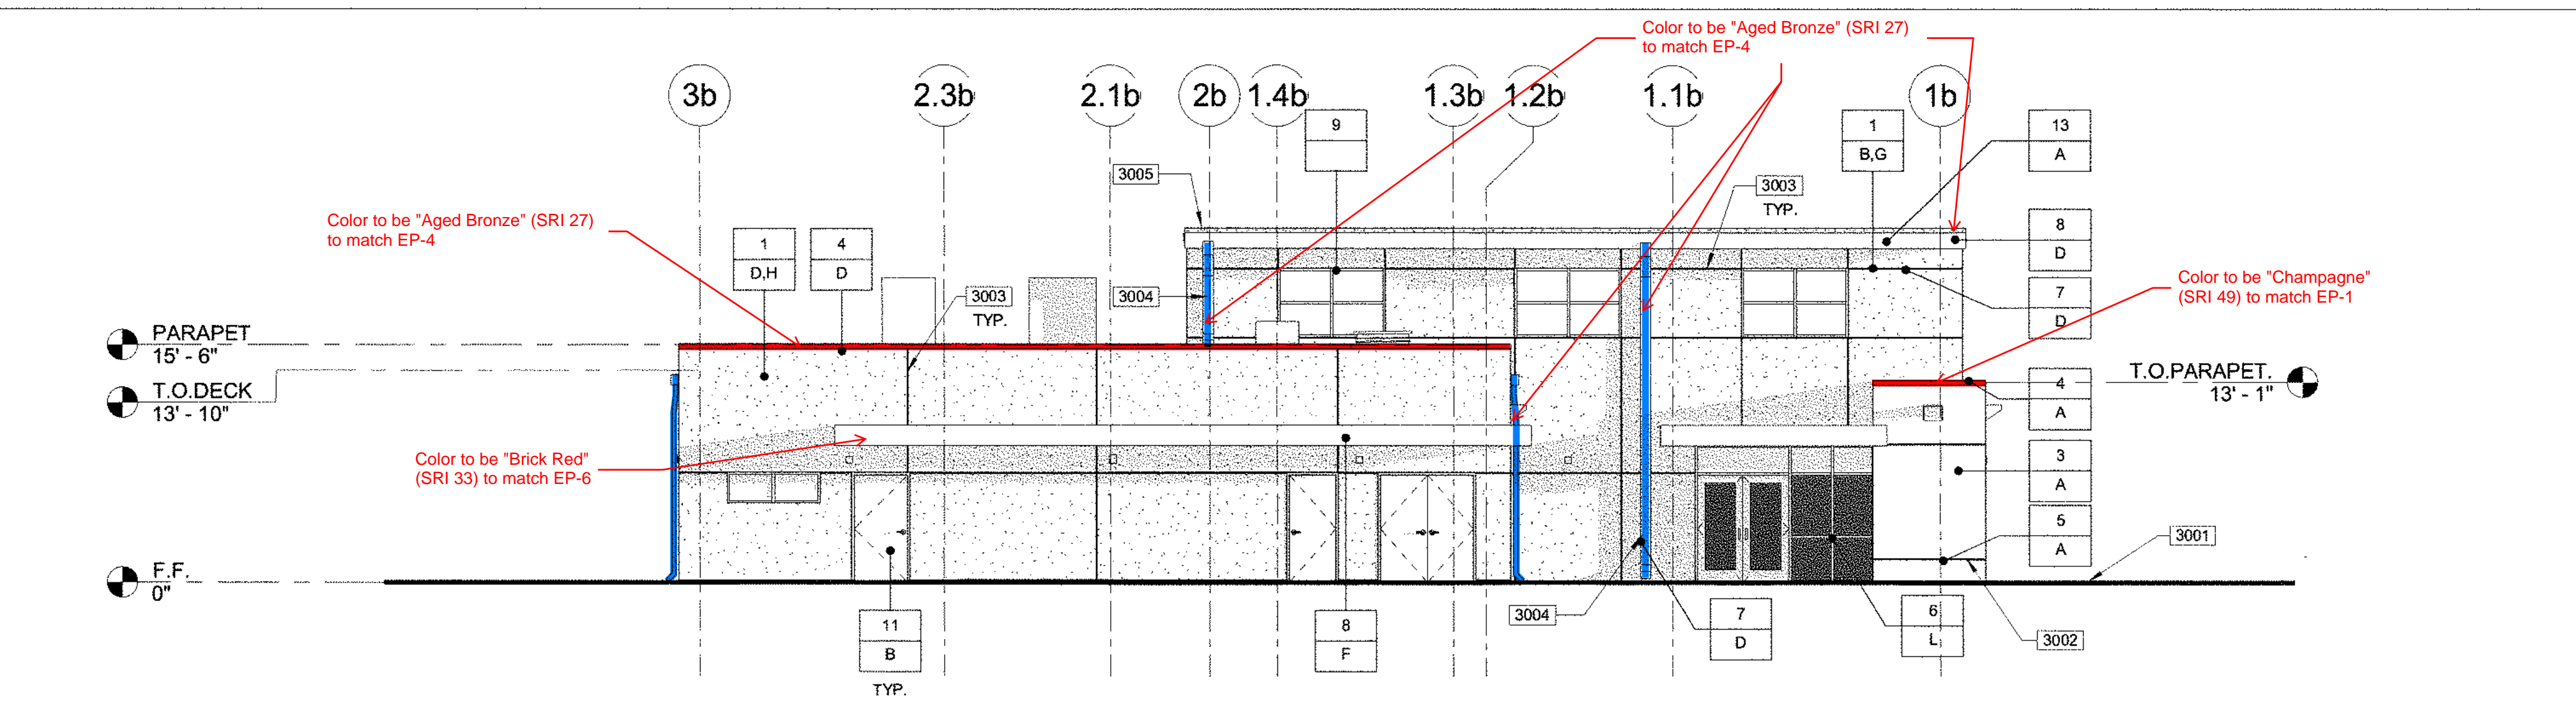 Color to be "Aged Bronze" (SRI 27)
to match EP-4
3b
2.3b
2.1b
2b
1.4b
1.3b
1.2b
1.1b
1b
9
1
B,G
13
A
3005
3003
TYP.
Color to be "Aged Bronze" (SRI 27)
to match EP-4
1
D,H
4
D
8
D
Color to be "Champagne"
(SRI 49) to match EP-1
3004
3003
TYP.
7
D
PARAPET
15' - 6"
T.O.DECK
13' - 10"
T.O.PARAPET.
13' - 1"
4
A
Color to be "Brick Red"
(SRI 33) to match EP-6
3
A
5
A
3001
F.F.
0"
11
B
TYP.
8
F
3004
7
D
6
L
3002